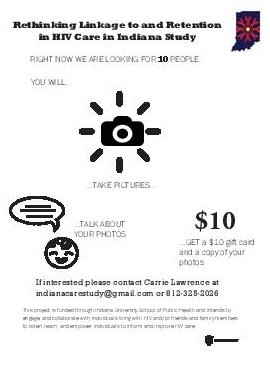 Rethinking Linkage to and Retention
in HIV Care in Indiana Study
RIGHT NOW WE ARE LOOKING FOR 10 PEOPLE.
YOU WILL...
...TAKE PICTURES...
...TALK ABOUT
YOUR PHOTOS
$10
...GET a $10 gift card
and a copy of your
photos
If interested please contact Carrie Lawrence at
indianacarestudy@gmail.com or 812-325-2026
This project is funded through Indiana University School of Public Health and intends to
engage and collaborate with individuals living with HIV and/or friends and family members
to listen, learn, and empower individuals to inform and improve HIV care